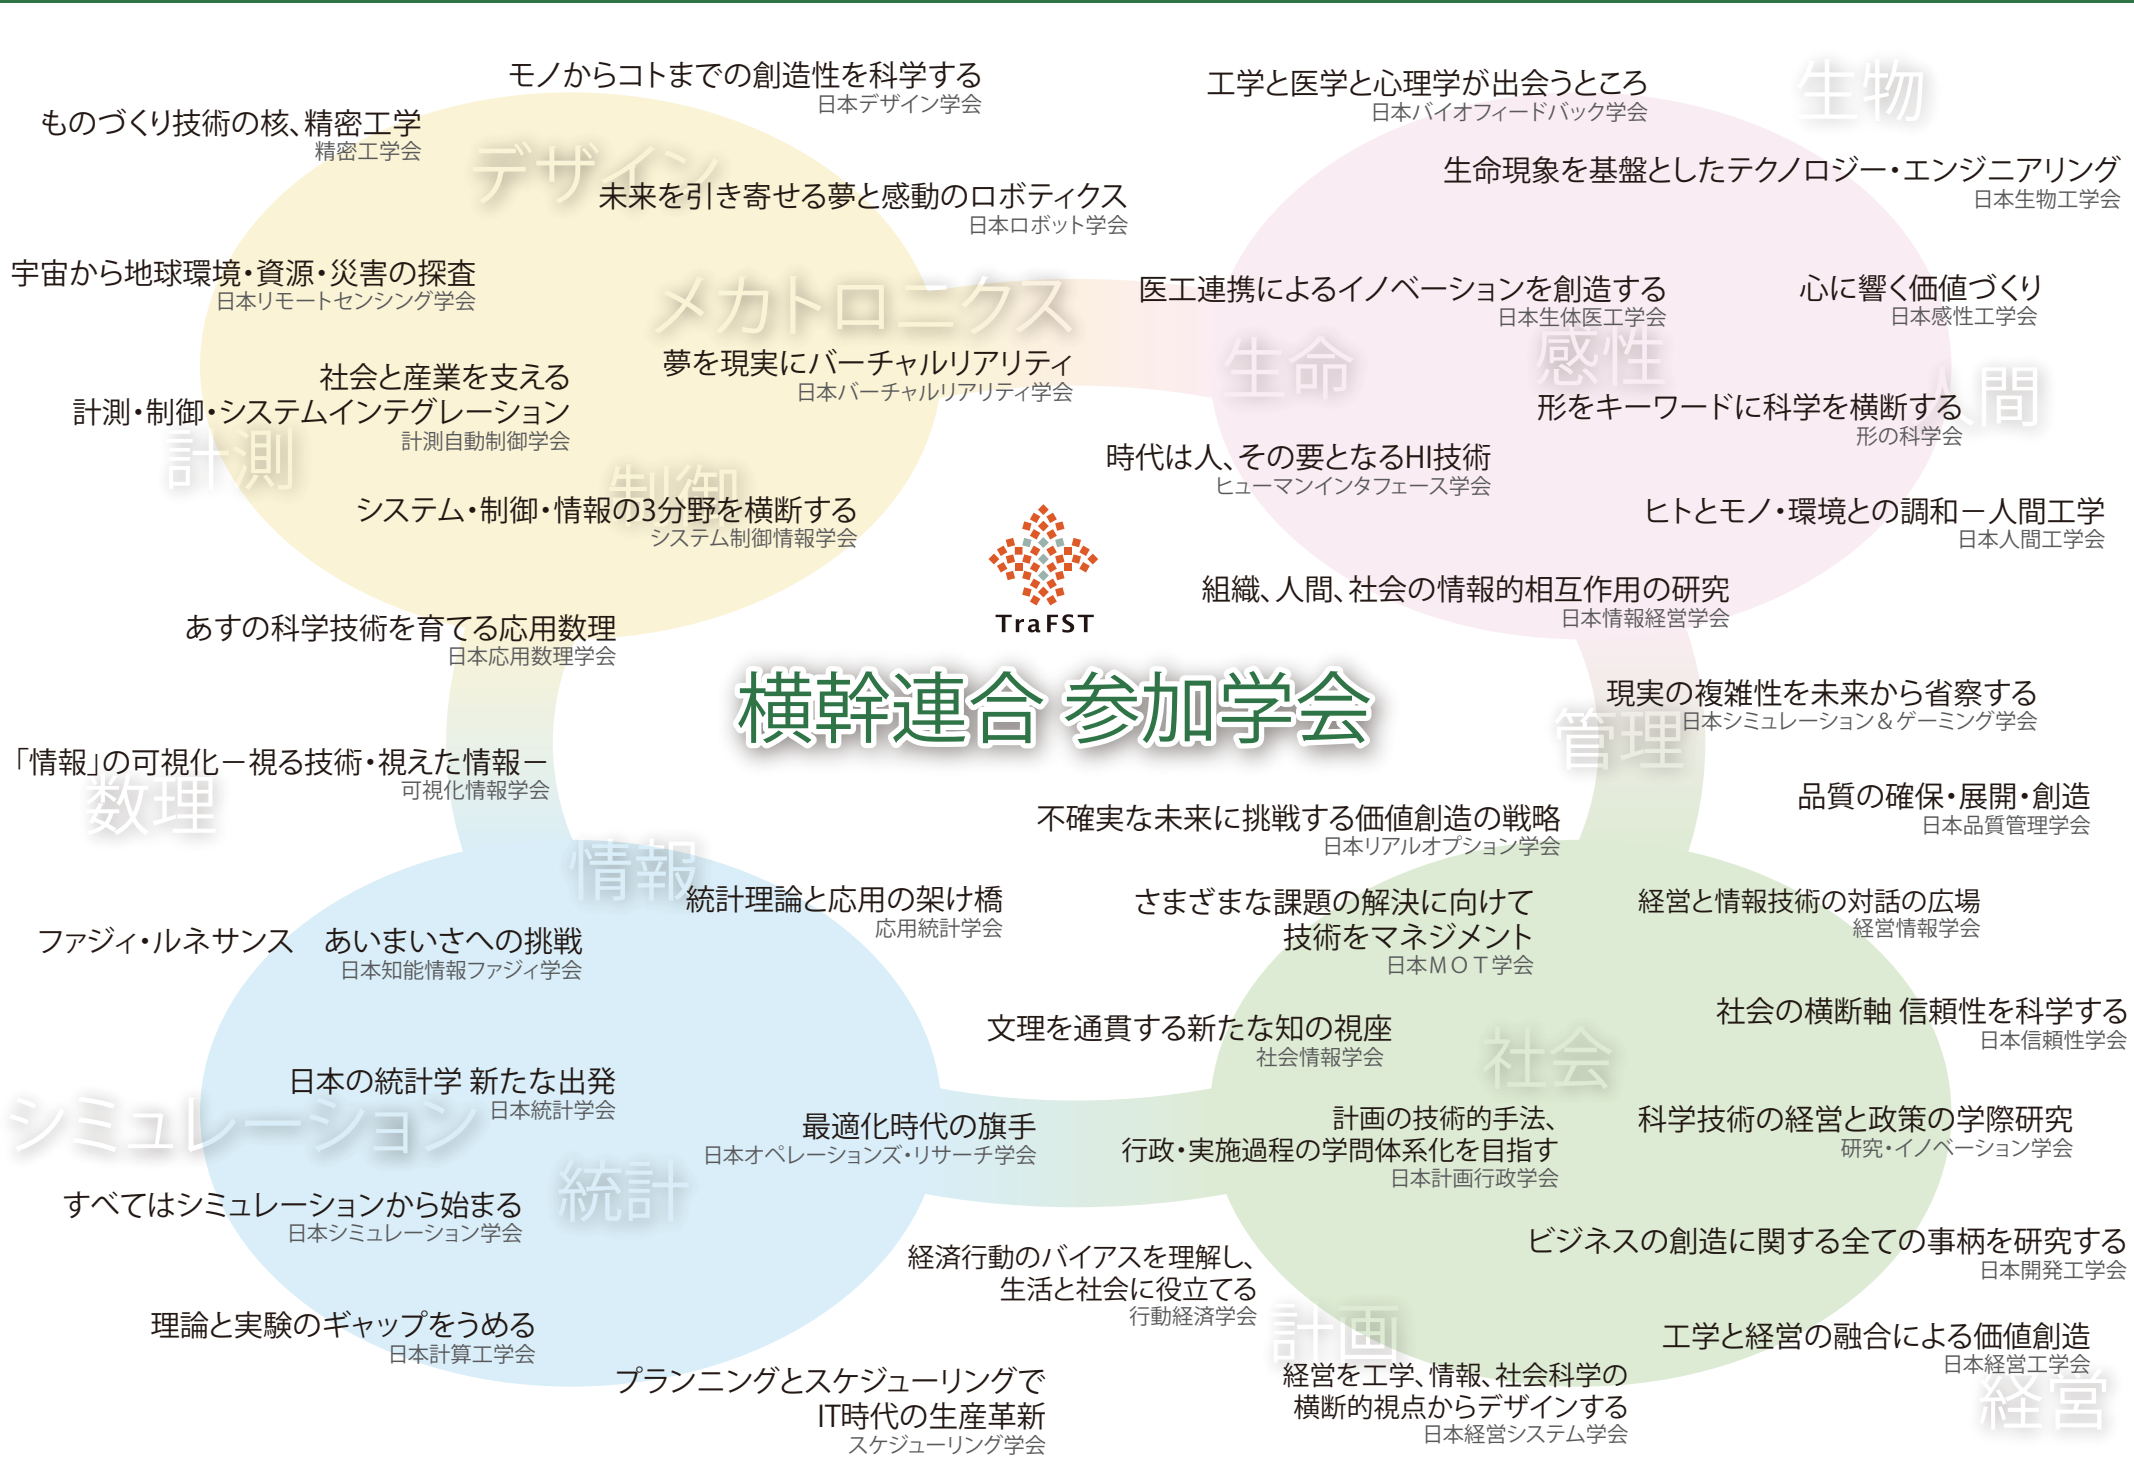 モノからコトまでの創造性を科学する
日本デザイン学会
ものづくり技術の核、精密工学
精密工学会
デザイン
未来を引き寄せる夢と感動のロボティクス
日本ロボット学会
宇宙から地球環境・資源・災害の探査
日本リモートセンシング学会
メカトロニクス
夢を現実にバーチャルリアリティ
日本バーチャルリアリティ学会
社会と産業を支える
計測・制御・システムインテグレーション
計測自動制御学会
計測
制御
システム・制御・情報の3分野を横断する
システム制御情報学会
あすの科学技術を育てる応用数理
日本応用数理学会
工学と医学と心理学が出会うところ
日本バイオフィードバック学会
生物
生命現象を基盤としたテクノロジー・エンジニアリング
日本生物工学会
医工連携によるイノベーションを創造する
日本生体医工学会
心に響く価値づくり
日本感性工学会
生命
感性
人間
形をキーワードに科学を横断する
形の科学会
時代は人、その要となるHI技術
ヒューマンインタフェース学会
ヒトとモノ・環境との調和－人間工学
日本人間工学会
組織、人間、社会の情報的相互作用の研究
日本情報経営学会
TraFST
横幹連合 参加学会
「情報」の可視化－視る技術・視えた情報－
可視化情報学会
数理
情報
統計理論と応用の架け橋
応用統計学会
ファジィ・ルネサンス　あいまいさへの挑戦
日本知能情報ファジィ学会
日本の統計学 新たな出発
日本統計学会
シミュレーション
最適化時代の旗手
日本オペレーションズ・リサーチ学会
統計
すべてはシミュレーションから始まる
日本シミュレーション学会
理論と実験のギャップをうめる
日本計算工学会
プランニングとスケジューリングで
IT時代の生産革新
スケジューリング学会
現実の複雑性を未来から省察する
日本シミュレーション＆ゲーミング学会
管理
品質の確保・展開・創造
日本品質管理学会
不確実な未来に挑戦する価値創造の戦略
日本リアルオプション学会
さまざまな課題の解決に向けて
技術をマネジメント
日本ＭＯＴ学会
経営と情報技術の対話の広場
経営情報学会
文理を通貫する新たな知の視座
社会情報学会
社会
社会の横断軸 信頼性を科学する
日本信頼性学会
計画の技術的手法、
行政・実施過程の学問体系化を目指す
日本計画行政学会
科学技術の経営と政策の学際研究
研究・イノベーション学会
経済行動のバイアスを理解し、
生活と社会に役立てる
行動経済学会
ビジネスの創造に関する全ての事柄を研究する
日本開発工学会
計画
工学と経営の融合による価値創造
日本経営工学会
経営
経営を工学、情報、社会科学の
横断的視点からデザインする
日本経営システム学会